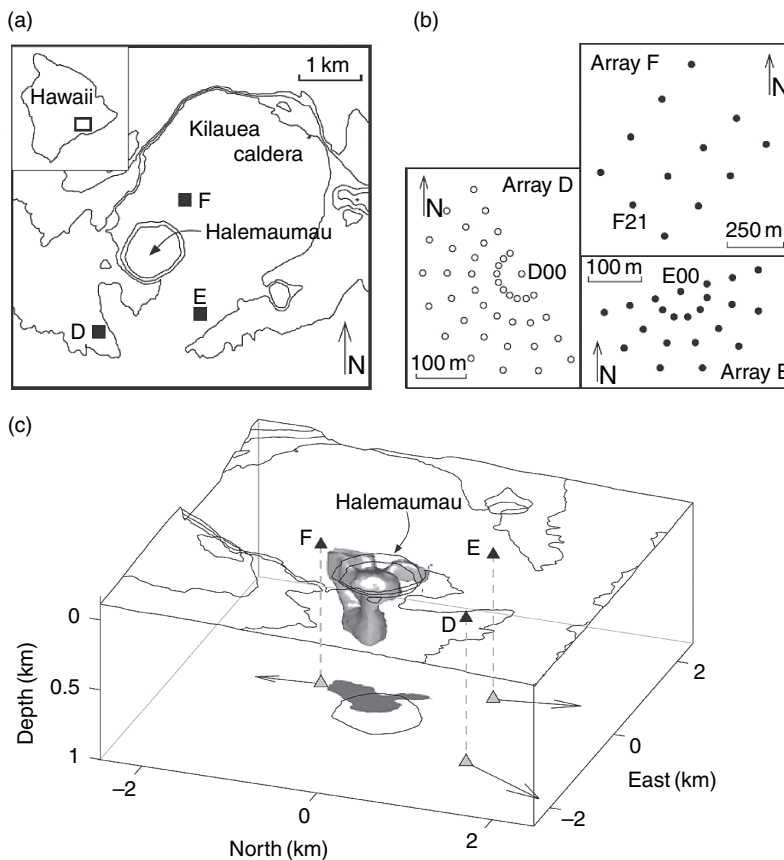 (a)
Hawaii
1 km
Kilauea
caldera
F
Halemaumau
E
D
N
(b)
Array D
N
D00
100 m
Array F
N
F21
250 m
100 m
E00
N
Array E
(c)
Halemaumau
F
E
D
0
0.5
1
Depth (km)
–2
0
2
North (km)
–2
0
2
East (km)